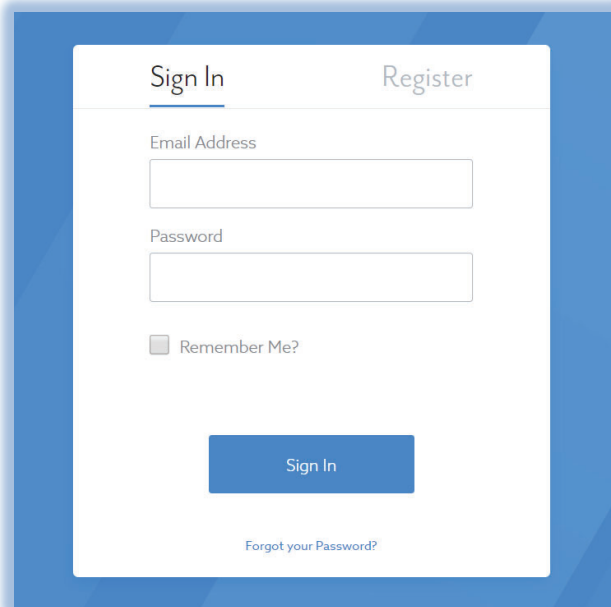 Sign In Register
Email Address
Password
Remember Me?
Sign In
Forgot your Password?